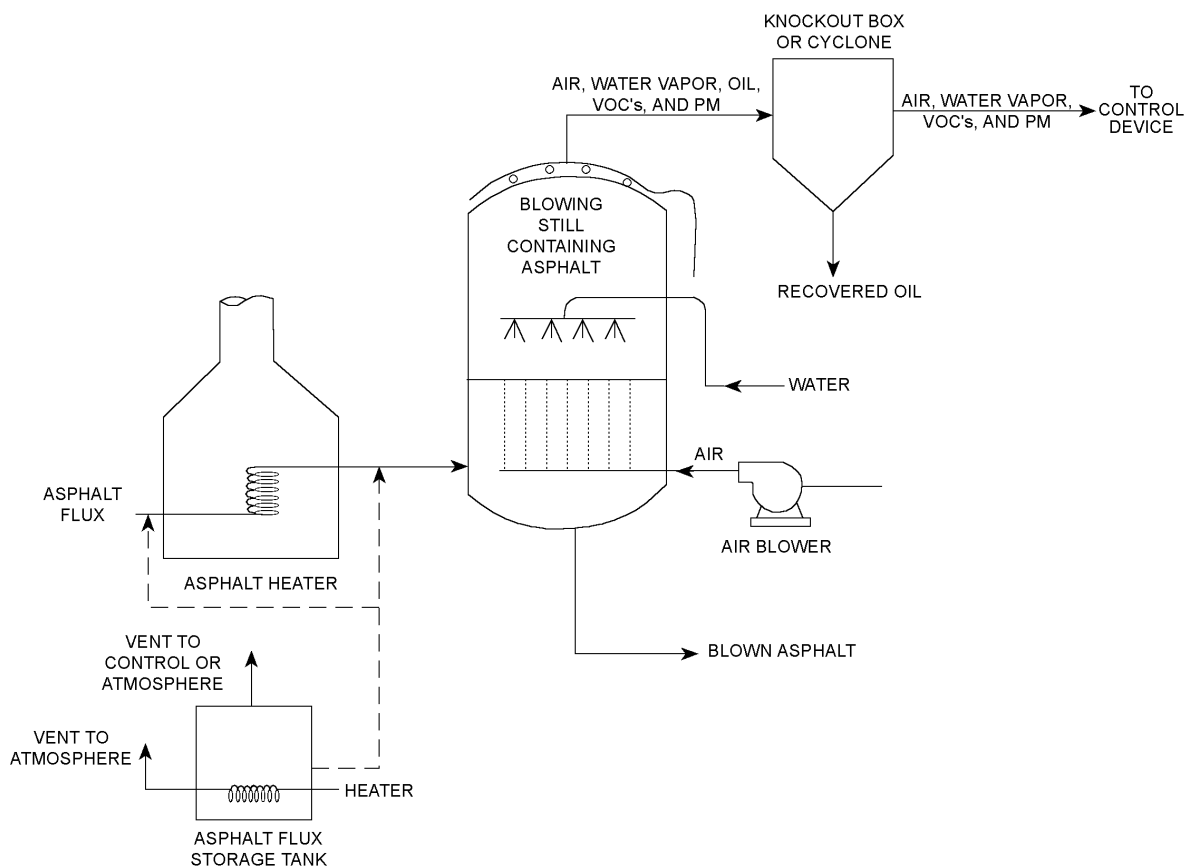 KNOCKOUT BOX
OR CYCLONE
AIR, WATER VAPOR, OIL,
VOC's, AND PM
AIR, WATER VAPOR,
VOC's, AND PM
TO
CONTROL
DEVICE
BLOWING
STILL
CONTAINING
ASPHALT
RECOVERED OIL
WATER
AIR
ASPHALT
FLUX
AIR BLOWER
ASPHALT HEATER
VENT TO
CONTROL OR
ATMOSPHERE
BLOWN ASPHALT
VENT TO
ATMOSPHERE
HEATER
ASPHALT FLUX
STORAGE TANK